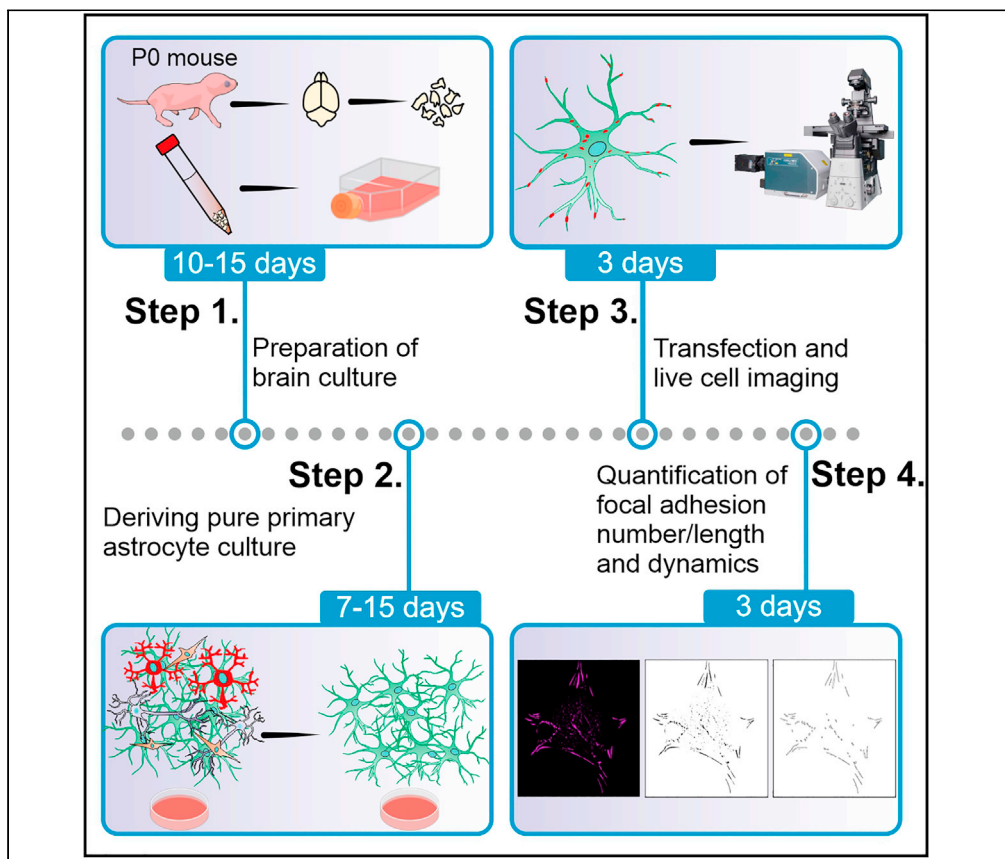 P0 mouse
10-15 days
Step 1.
Preparation of
brain culture
Step 2.
Deriving pure primary
astrocyte culture
7-15 days
3 days
Step 3.
Transfection and
live cell imaging
Step 4.
Quantification of
focal adhesion
number/length
and dynamics
3 days